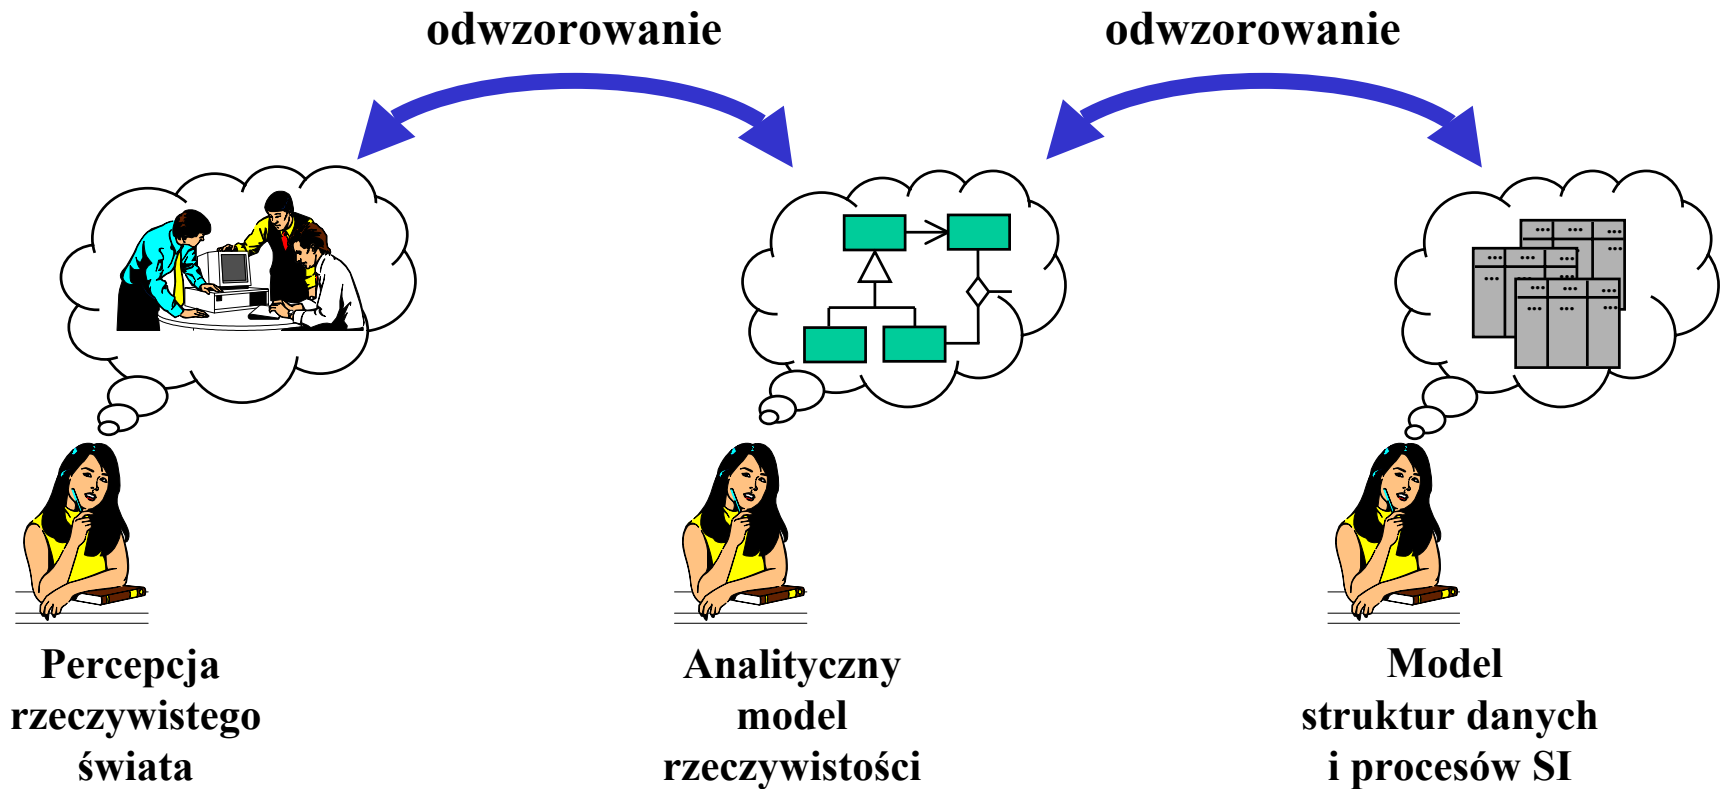 odwzorowanie
odwzorowanie
Percepcja
rzeczywistego
świata
Analityczny
model
rzeczywistości
Model
struktur danych
i procesów SI